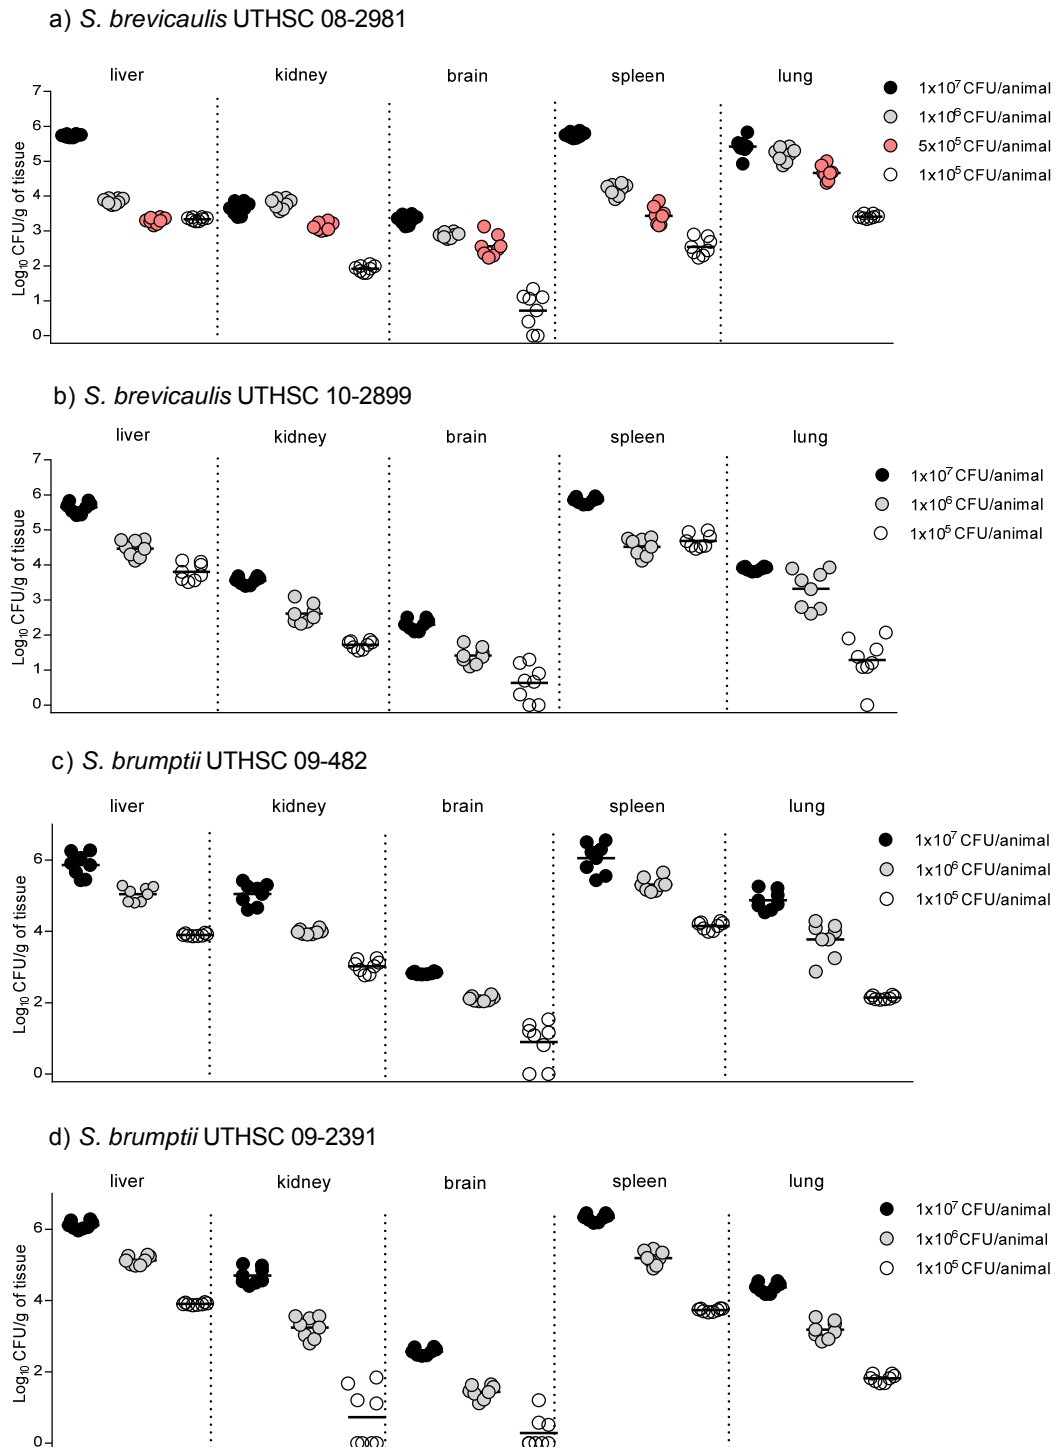 a) S. brevicaulis UTHSC 08-2981
liver kidney brain spleen lung
7
6
5
4
3
2
1
0
Log₁₀ CFU/g of tissue
1x10⁷ CFU/animal
1x10⁶ CFU/animal
5x10⁵ CFU/animal
1x10⁵ CFU/animal
b) S. brevicaulis UTHSC 10-2899
liver kidney brain spleen lung
7
6
5
4
3
2
1
0
Log₁₀ CFU/g of tissue
1x10⁷ CFU/animal
1x10⁶ CFU/animal
1x10⁵ CFU/animal
c) S. brumptii UTHSC 09-482
liver kidney brain spleen lung
6
4
2
0
Log₁₀ CFU/g of tissue
1x10⁷ CFU/animal
1x10⁶ CFU/animal
1x10⁵ CFU/animal
d) S. brumptii UTHSC 09-2391
liver kidney brain spleen lung
6
4
2
0
Log₁₀ CFU/g of tissue
1x10⁷ CFU/animal
1x10⁶ CFU/animal
1x10⁵ CFU/animal